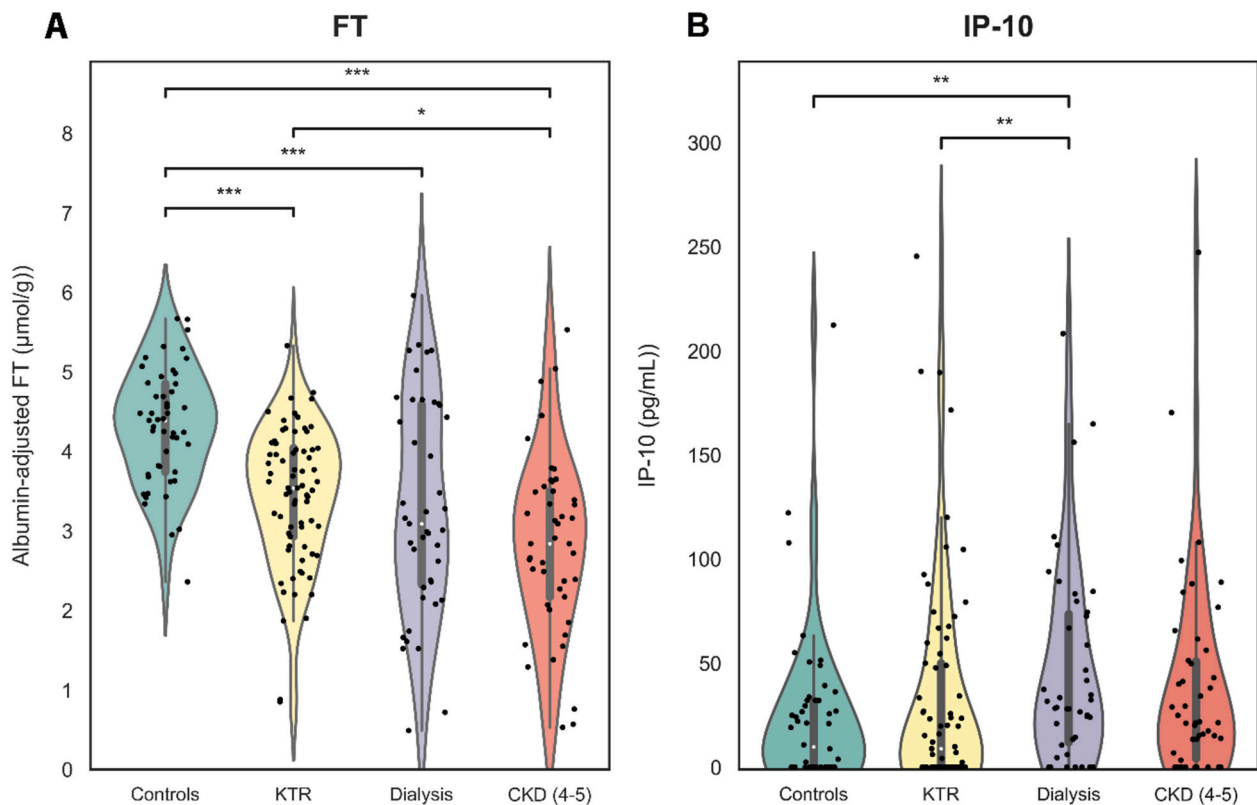 A
FT
***
*
***
***
Albumin-adjusted FT (µmol/g))
8
7
6
5
4
3
2
1
0
Controls
KTR
Dialysis
CKD (4-5)
B
IP-10
**
**
IP-10 (pg/mL))
300
250
200
150
100
50
0
Controls
KTR
Dialysis
CKD (4-5)